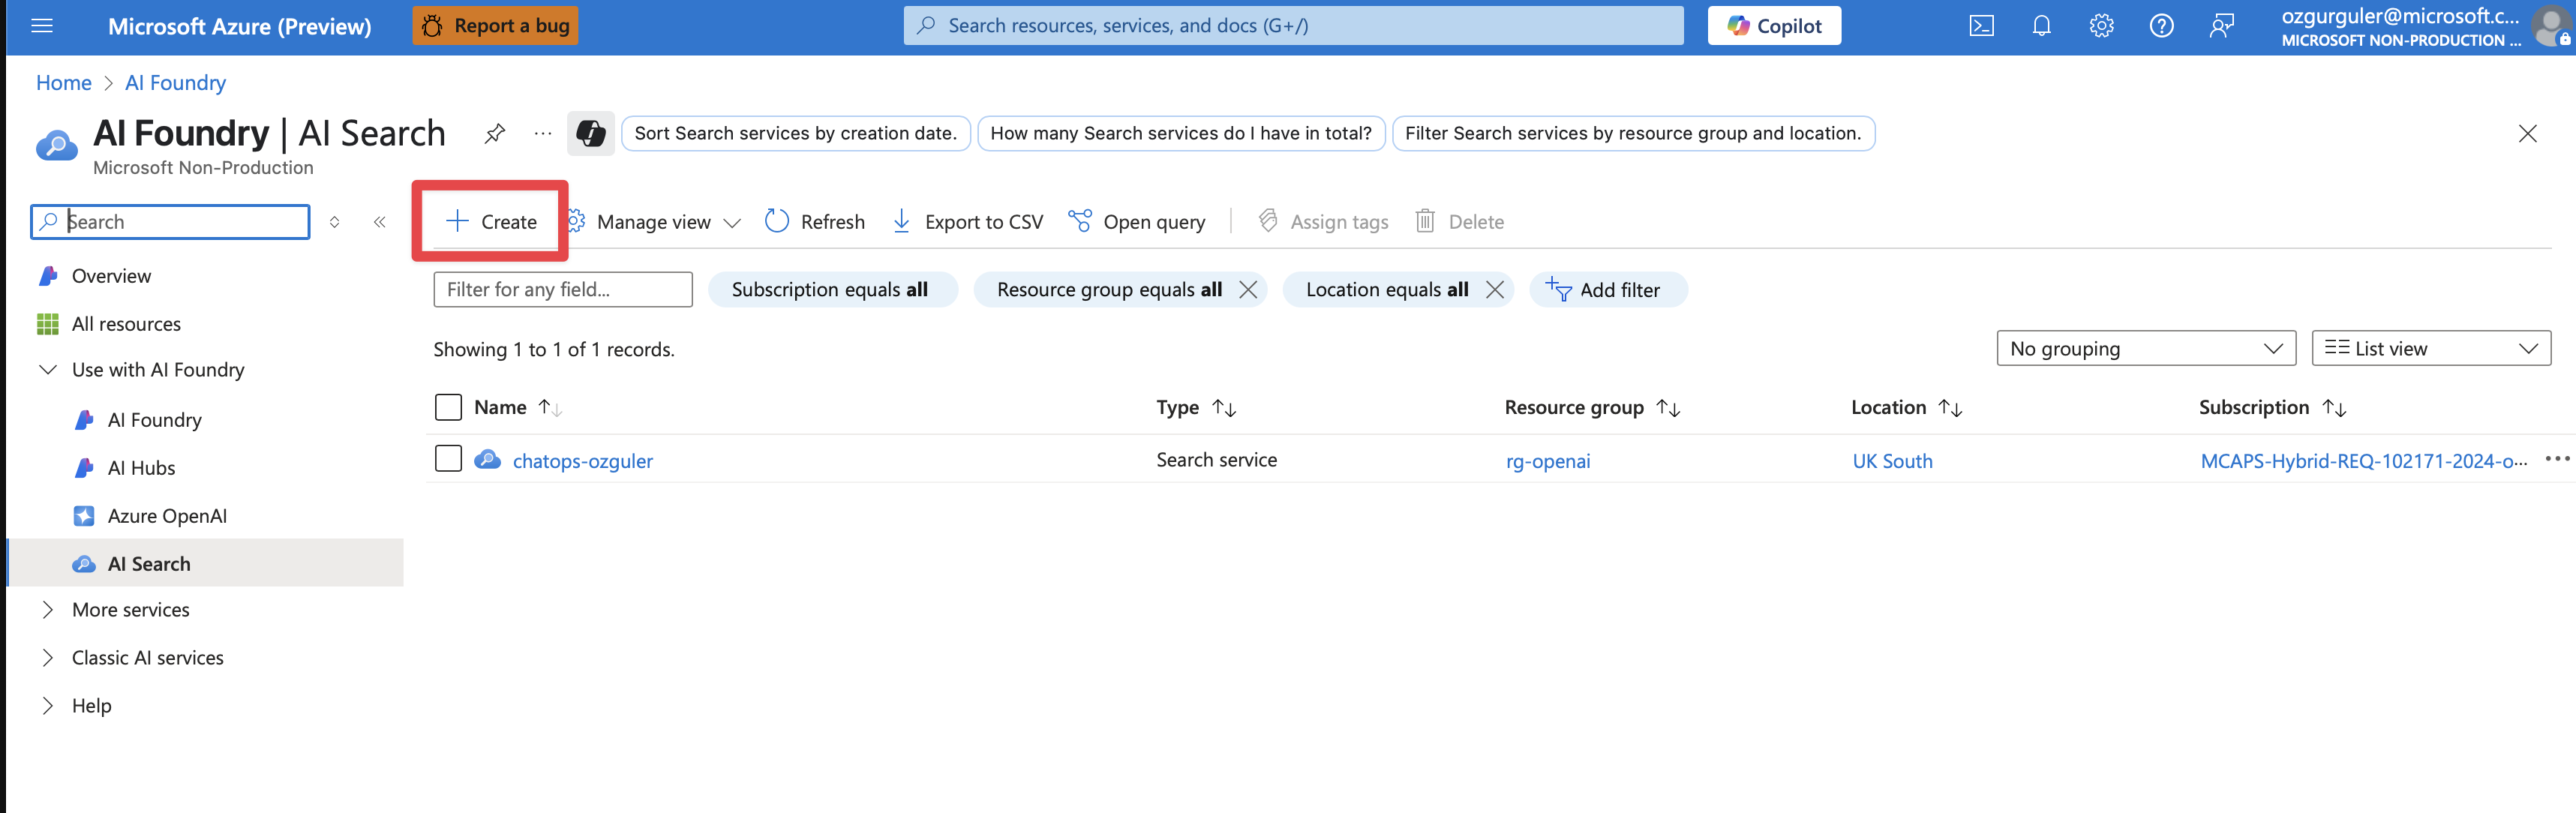 Microsoft Azure (Preview)
Report a bug
Search resources, services, and docs (G+/)
Copilot
ozgurguler@microsoft.c...
MICROSOFT NON-PRODUCTION ...
Home > AI Foundry
AI Foundry | AI Search
...
Sort Search services by creation date.
How many Search services do I have in total?
Filter Search services by resource group and location.
Microsoft Non-Production
Search
Create
Manage view
Refresh
Export to CSV
Open query
Assign tags
Delete
Overview
All resources
Use with AI Foundry
AI Foundry
AI Hubs
Azure OpenAI
AI Search
More services
Classic AI services
Help
Filter for any field...
Subscription equals all
Resource group equals all
Location equals all
Add filter
Showing 1 to 1 of 1 records.
No grouping
List view
Name
Type
Resource group
Location
Subscription
chatops-ozguler
Search service
rg-openai
UK South
MCAPS-Hybrid-REQ-102171-2024-o...